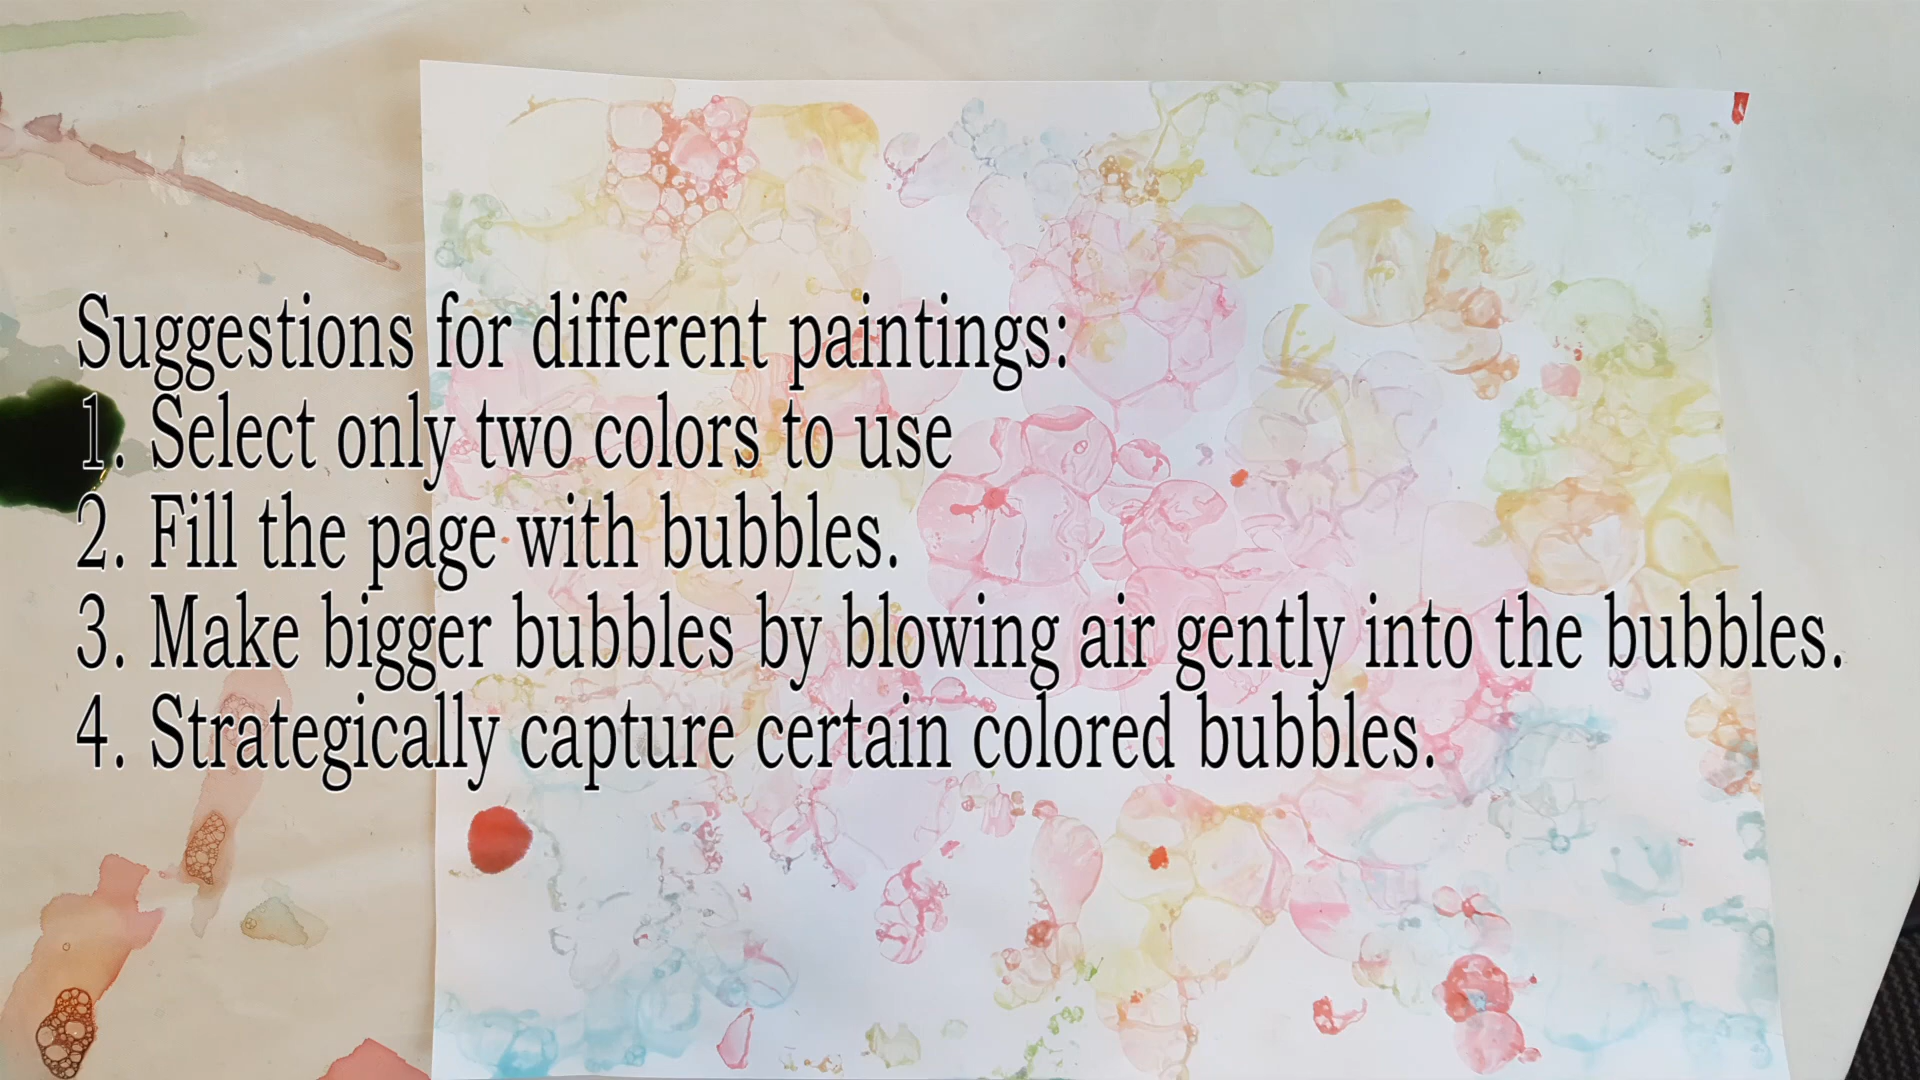 Suggestions for different paintings:
1. Select only two colors to use
2. Fill the page with bubbles.
3. Make bigger bubbles by blowing air gently into the bubbles.
4. Strategically capture certain colored bubbles.